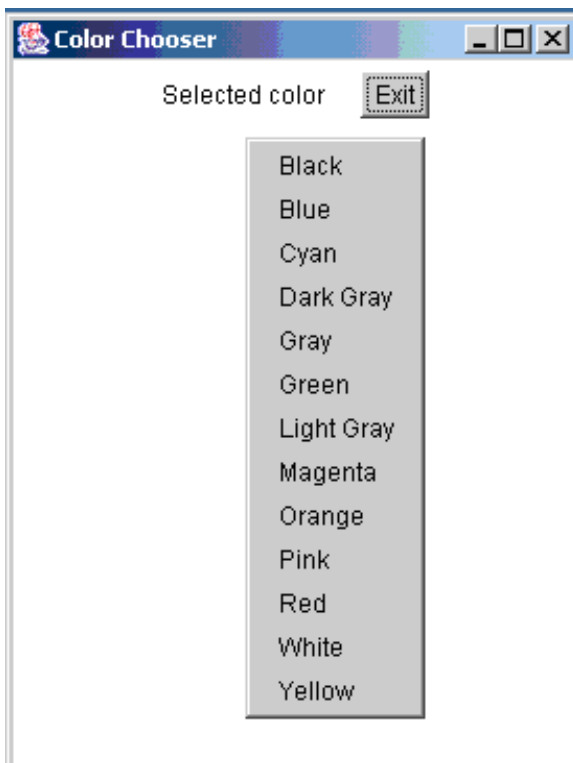 Color Chooser
Selected color Exit
Black
Blue
Cyan
Dark Gray
Gray
Green
Light Gray
Magenta
Orange
Pink
Red
White
Yellow